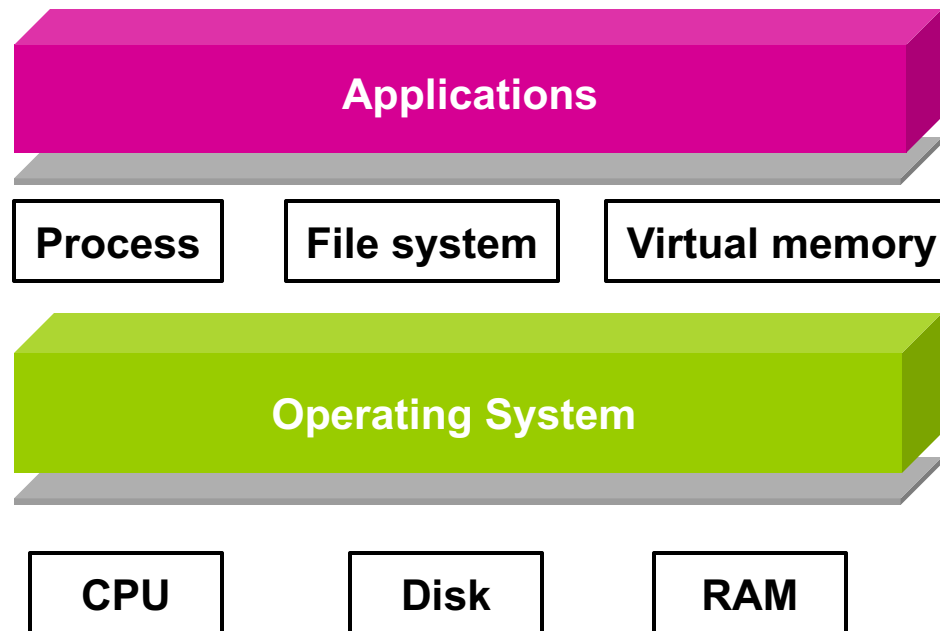 Applications
Process File system Virtual memory
Operating System
CPU Disk RAM